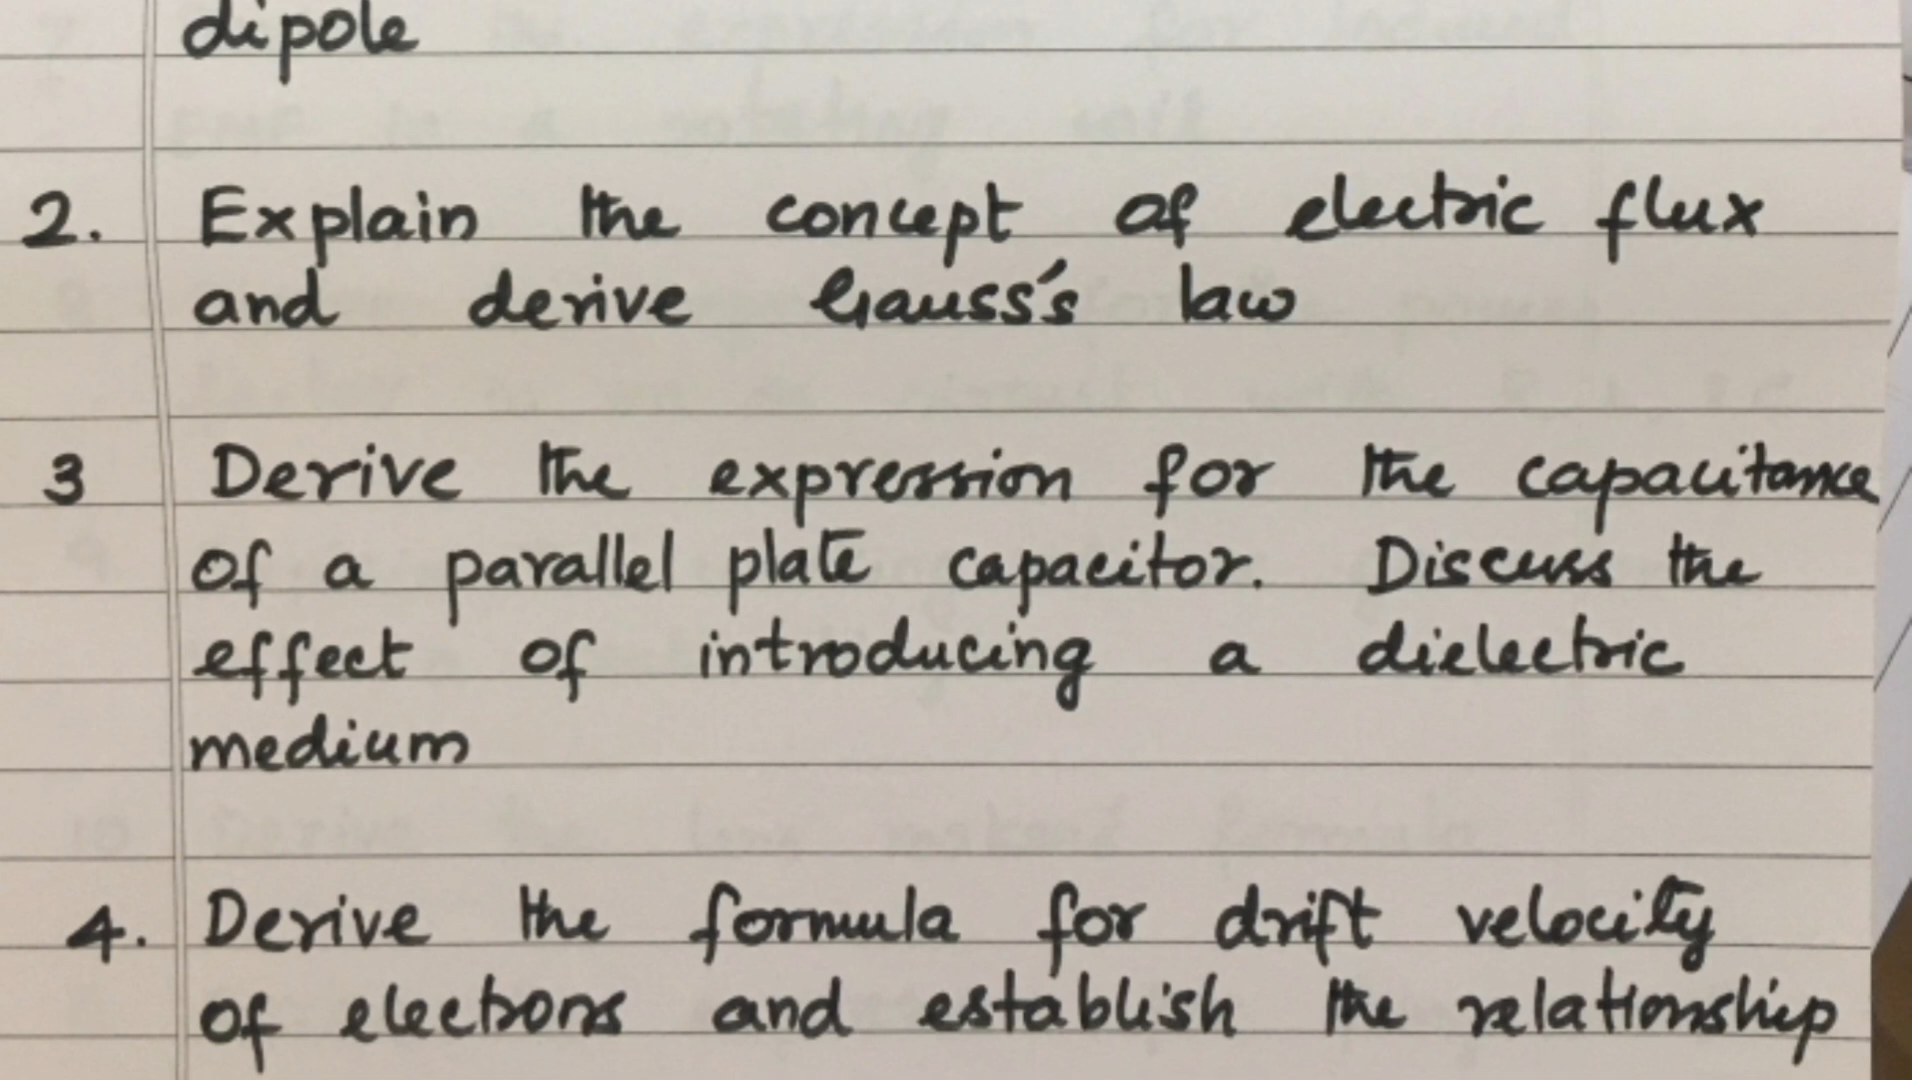 dipole
2. Explain the concept of electric flux
and derive Gauss's law
3 Derive the expression for the capacitance
of a parallel plate capacitor. Discuss the
effect of introducing a dielectric
medium
4. Derive the formula for drift velocity
of electrons and establish the relationship